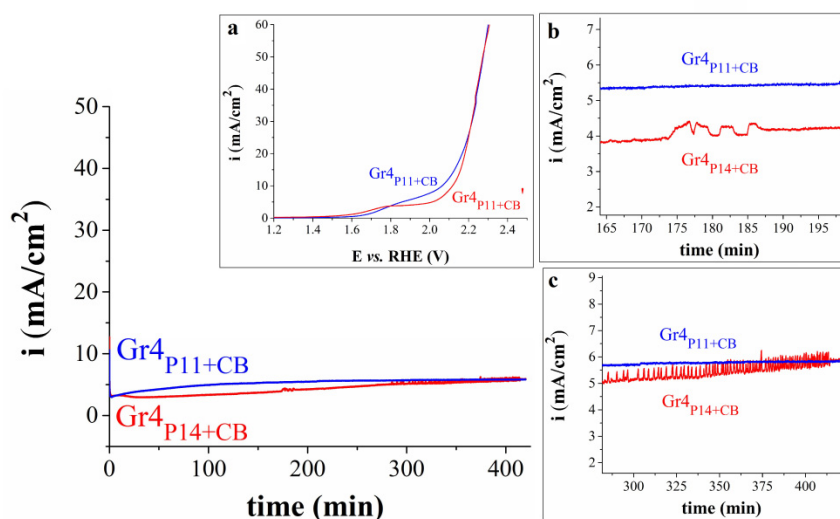 50
40
30
20
10
0
i (mA/cm²)
0 100 200 300 400
time (min)
Gr4P11+CB
Gr4P14+CB
a
60
50
40
30
20
10
0
i (mA/cm²)
1.2 1.4 1.6 1.8 2.0 2.2 2.4
E vs. RHE (V)
Gr4P11+CB
Gr4P11+CB'
b
7
6
5
4
3
2
i (mA/cm²)
165 170 175 180 185 190 195
time (min)
Gr4P11+CB
Gr4P14+CB
c
9
8
7
6
5
4
3
2
i (mA/cm²)
300 325 350 375 400
time (min)
Gr4P11+CB
Gr4P14+CB